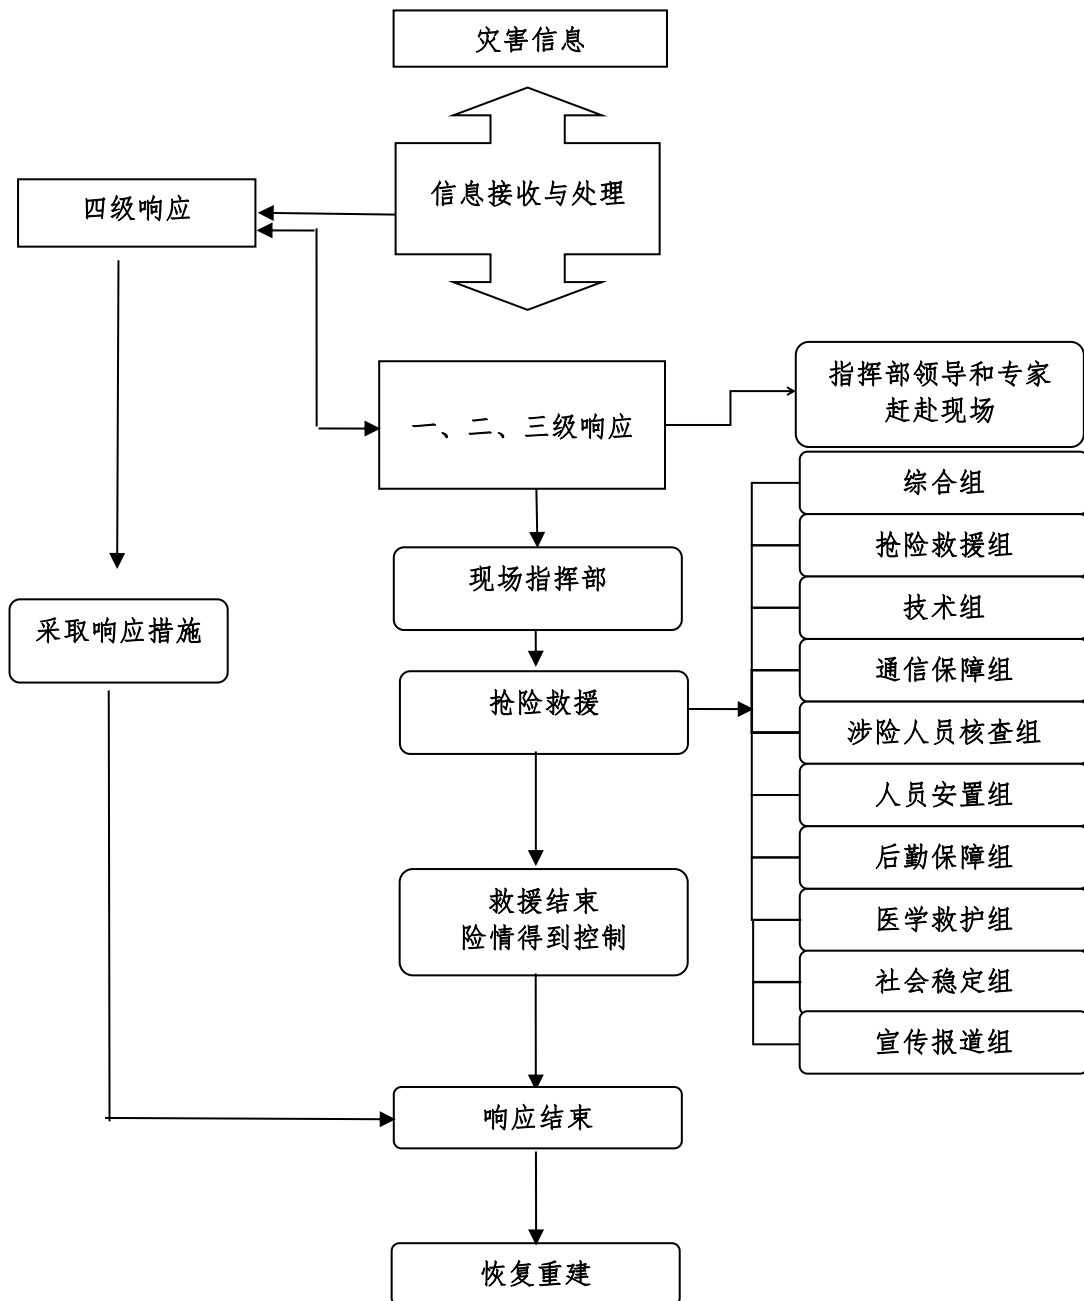 灾害信息
信息接收与处理
四级响应
一、二、三级响应
指挥部领导和专家
赶赴现场
综合组
抢险救援组
技术组
通信保障组
涉险人员核查组
人员安置组
后勤保障组
医学救护组
社会稳定组
宣传报道组
现场指挥部
采取响应措施
抢险救援
救援结束
险情得到控制
响应结束
恢复重建